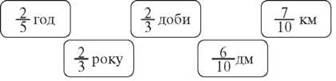 2/5 год 2/3 доби 7/10 км
2/3 року 6/10 дм